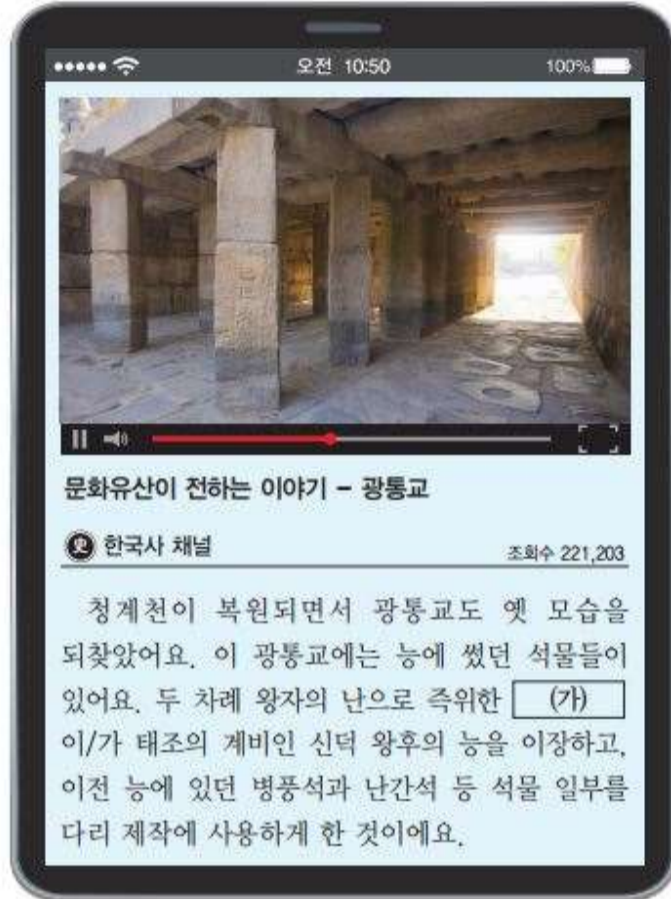 오전 10:50
100%
문화유산이 전하는 이야기 - 광통교
史 한국사 채널
조회수 221,203
청계천이 복원되면서 광통교도 옛 모습을
되찾았어요. 이 광통교에는 능에 썼던 석물들이
있어요. 두 차례 왕자의 난으로 즉위한 (가)
이/가 태조의 계비인 신덕 왕후의 능을 이장하고,
이전 능에 있던 병풍석과 난간석 등 석물 일부를
다리 제작에 사용하게 한 것이에요.